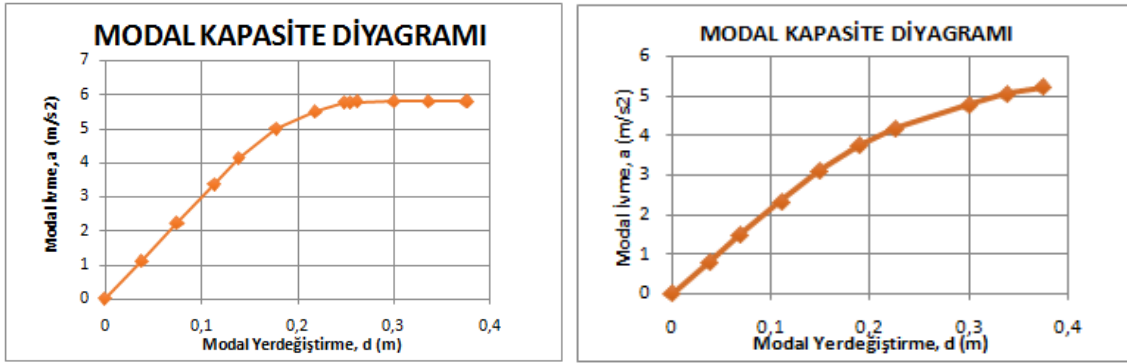 MODAL KAPASİTE DİYAGRAMI
7
6
5
4
3
2
1
0
Modal İvme,a (m/s2)
0 0,1 0,2 0,3 0,4
Modal Yerdeğiştirme, d (m)
MODAL KAPASİTE DİYAGRAMI
6
5
4
3
2
1
0
Modal İvme, a (m/s2)
0 0,1 0,2 0,3 0,4
Modal Yerdeğiştirme, d (m)